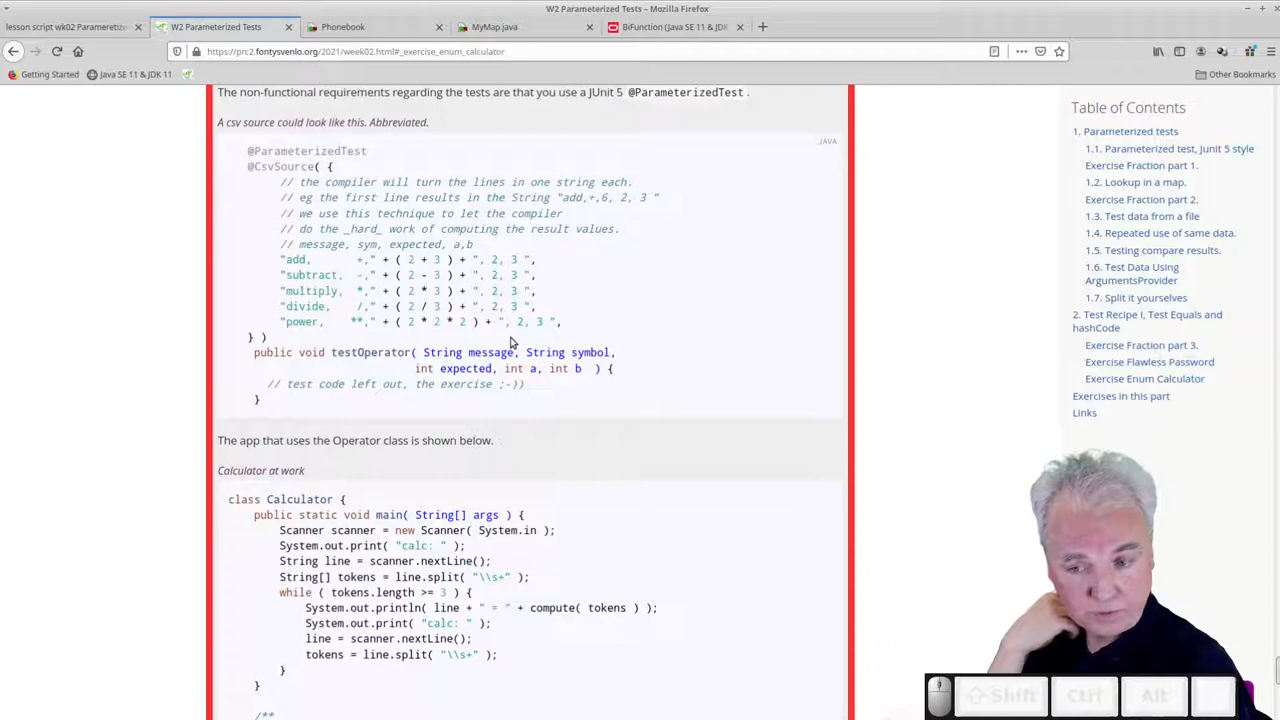 W2 Parameterized Tests - Mozilla Firefox
lesson script wk02 Parameretiz
W2 Parameterized Tests
Phonebook
MyMap.java
BiFunction (Java SE 11 & JDK
https://prc2.fontysvenlo.org/2021/week02.html#_exercise_enum_calculator
Getting Started
Java SE 11 & JDK 11
Other Bookmarks
The non-functional requirements regarding the tests are that you use a JUnit 5 @ParameterizedTest .
A csv source could look like this. Abbreviated.
JAVA
@ParameterizedTest
@CsvSource( {
// the compiler will turn the lines in one string each.
// eg the first line results in the String "add,+,6, 2, 3 "
// we use this technique to let the compiler
// do the _hard_ work of computing the result values.
// message, sym, expected, a,b
"add, +," + ( 2 + 3 ) + ", 2, 3 ",
"subtract, -," + ( 2 - 3 ) + ", 2, 3 ",
"multiply, *," + ( 2 * 3 ) + ", 2, 3 ",
"divide, /," + ( 2 / 3 ) + ", 2, 3 ",
"power, **," + ( 2 * 2 * 2 ) + ", 2, 3 ",
} )
public void testOperator( String message, String symbol,
int expected, int a, int b ) {
// test code left out, the exercise ;-))
}
The app that uses the Operator class is shown below.
Calculator at work
class Calculator {
public static void main( String[] args ) {
Scanner scanner = new Scanner( System.in );
System.out.print( "calc: " );
String line = scanner.nextLine();
String[] tokens = line.split( "\\s+" );
while ( tokens.length >= 3 ) {
System.out.println( line + " = " + compute( tokens ) );
System.out.print( "calc: " );
line = scanner.nextLine();
tokens = line.split( "\\s+" );
}
}
/**
Table of Contents
1. Parameterized tests
1.1. Parameterized test, Junit 5 style
Exercise Fraction part 1.
1.2. Lookup in a map.
Exercise Fraction part 2.
1.3. Test data from a file
1.4. Repeated use of same data.
1.5. Testing compare results.
1.6. Test Data Using
ArgumentsProvider
1.7. Split it yourselves
2. Test Recipe I, Test Equals and
hashCode
Exercise Fraction part 3.
Exercise Flawless Password
Exercise Enum Calculator
Exercises in this part
Links
Shift
Ctrl
Alt